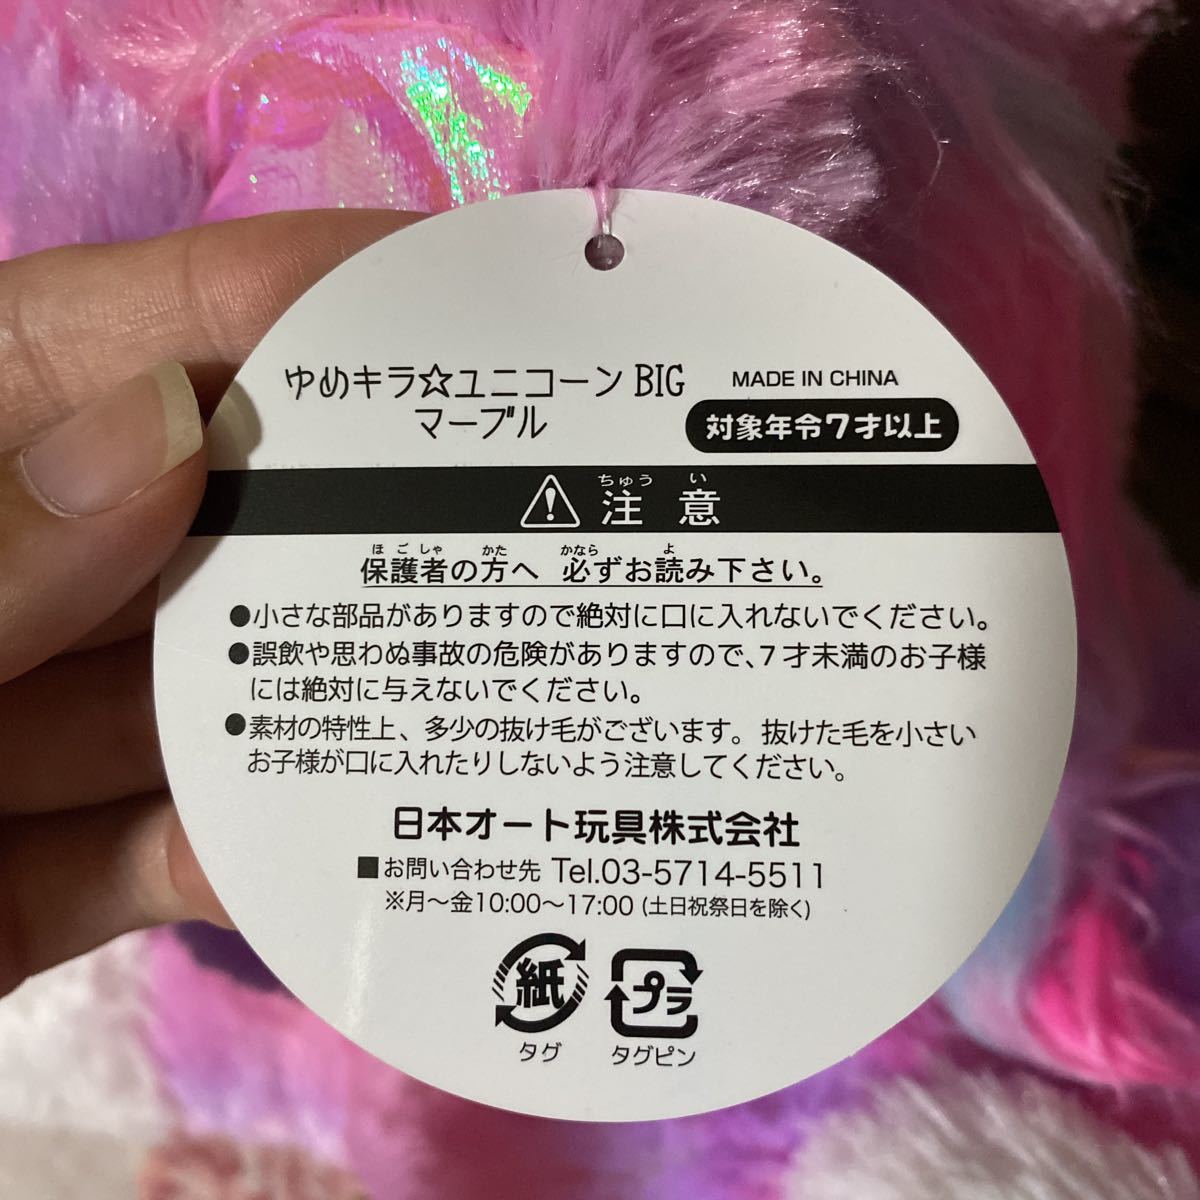 ゆめキラ☆ユニコーン BIG
マーブル
MADE IN CHINA
対象年令7才以上
ちゅう い
注 意
ほ ご しゃ かた かなら よ
保護者の方へ 必ずお読み下さい。
●小さな部品がありますので絶対に口に入れないでください。
●誤飲や思わぬ事故の危険がありますので、7才未満のお子様
には絶対に与えないでください。
●素材の特性上、多少の抜け毛がございます。抜けた毛を小さい
お子様が口に入れたりしないよう注意してください。
日本オート玩具株式会社
■お問い合わせ先 Tel.03-5714-5511
※月～金10:00～17:00 (土日祝祭日を除く)
紙
タグ
プラ
タグピン